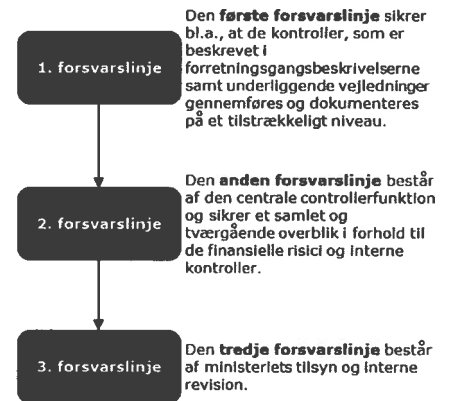 1. forsvarslinje
Den første forsvarslinje sikrer
bl.a., at de kontroller, som er
beskrevet i
forretningsgangsbeskrivelserne
samt underliggende vejledninger
gennemføres og dokumenteres
på et tilstrækkeligt niveau.
2. forsvarslinje
Den anden forsvarslinje består
af den centrale controllerfunktion
og sikrer et samlet og
tværgående overblik i forhold til
de finansielle risici og interne
kontroller.
3. forsvarslinje
Den tredje forsvarslinje består
af ministeriets tilsyn og interne
revision.